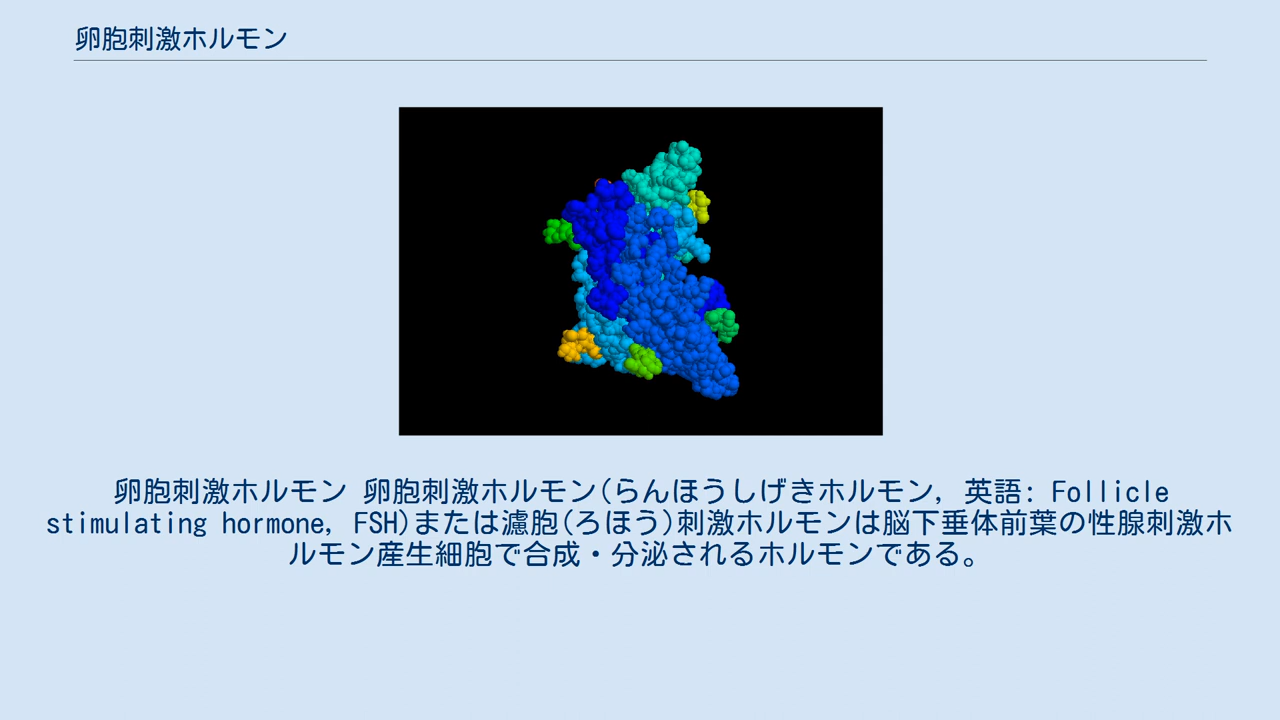 卵胞刺激ホルモン
卵胞刺激ホルモン 卵胞刺激ホルモン(らんほうしげきホルモン, 英語: Follicle
stimulating hormone, FSH)または濾胞(ろほう)刺激ホルモンは脳下垂体前葉の性腺刺激ホ
ルモン産生細胞で合成・分泌されるホルモンである。